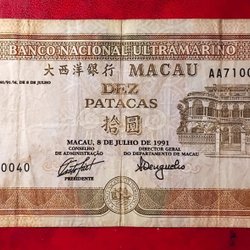 BANCO NACIONAL ULTRAMARINO
大西洋銀行 MACAU AA7100
DEZ
PATACAS
拾圓
MACAU, 8 DE JULHO DE 1991
CONSELHO DE ADMINISTRAÇÃO
DIRECTOR GERAL DO DEPARTAMENTO DE MACAU
0040
PRESIDENTE